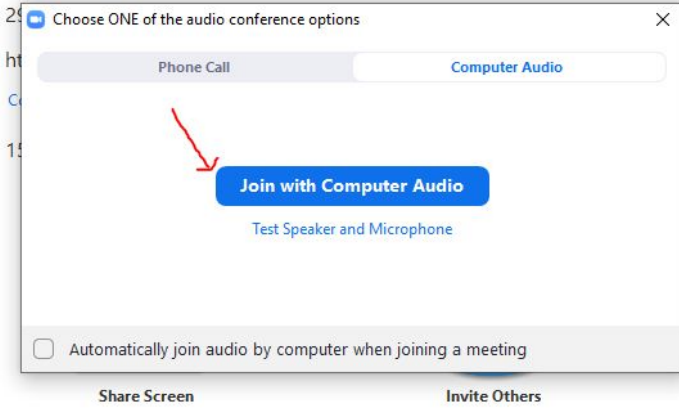 Choose ONE of the audio conference options
Phone Call
Computer Audio
Join with Computer Audio
Test Speaker and Microphone
Automatically join audio by computer when joining a meeting
Share Screen
Invite Others